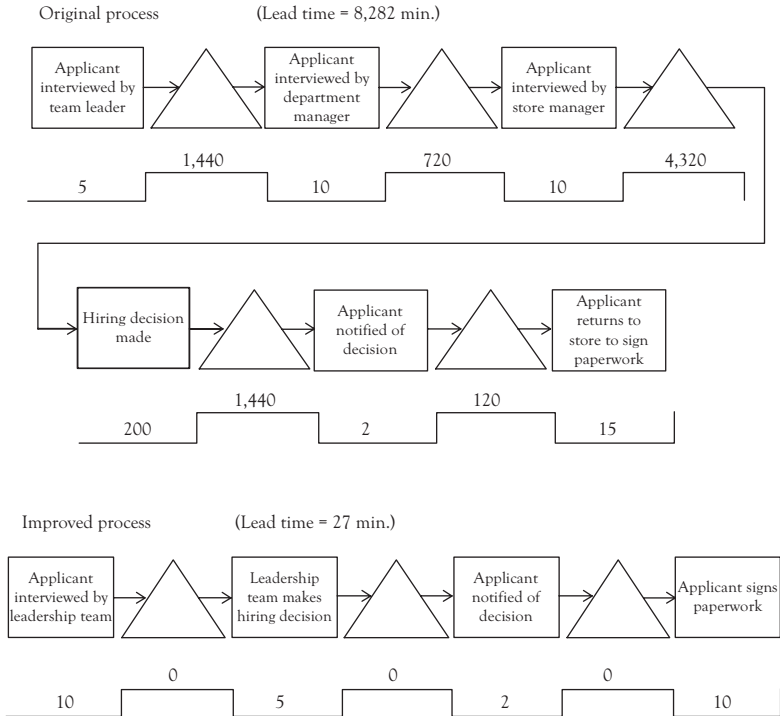 Original process (Lead time = 8,282 min.)
Applicant
interviewed by
team leader
Applicant
interviewed by
department
manager
Applicant
interviewed by
store manager
1,440 720 4,320
5 10 10
Hiring decision
made
Applicant
notified of
decision
Applicant
returns to
store to sign
paperwork
1,440 120
200 2 15
Improved process (Lead time = 27 min.)
Applicant
interviewed by
leadership team
Leadership
team makes
hiring decision
Applicant
notified of
decision
Applicant signs
paperwork
0 0 0
10 5 2 10